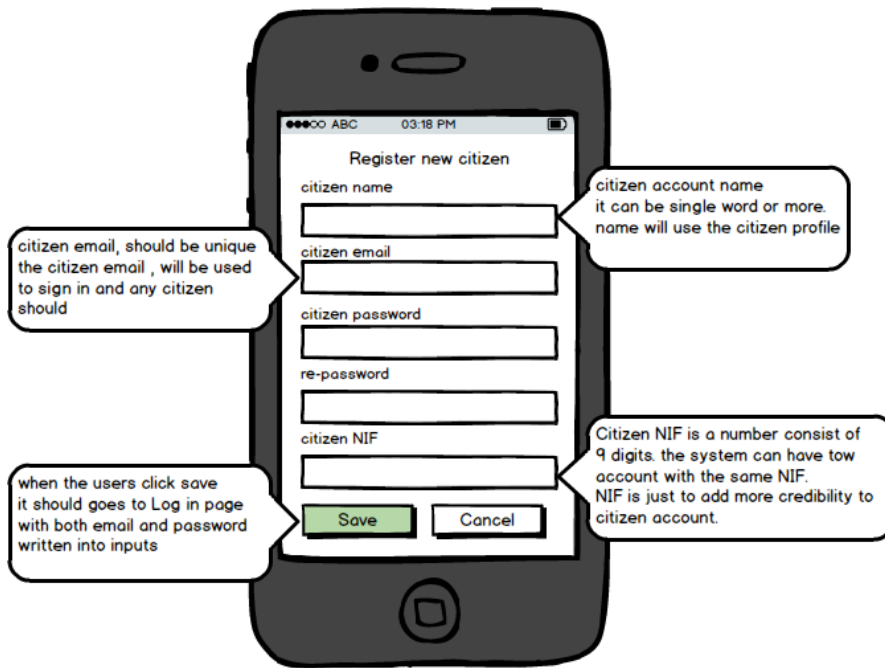 ABC 03:18 PM
Register new citizen
citizen name
citizen account name
it can be single word or more.
name will use the citizen profile
citizen email, should be unique
the citizen email , will be used
to sign in and any citizen
should
citizen email
citizen password
re-password
citizen NIF
Citizen NIF is a number consist of
9 digits. the system can have tow
account with the same NIF.
NIF is just to add more credibility to
citizen account.
when the users click save
it should goes to Log in page
with both email and password
written into inputs
Save Cancel